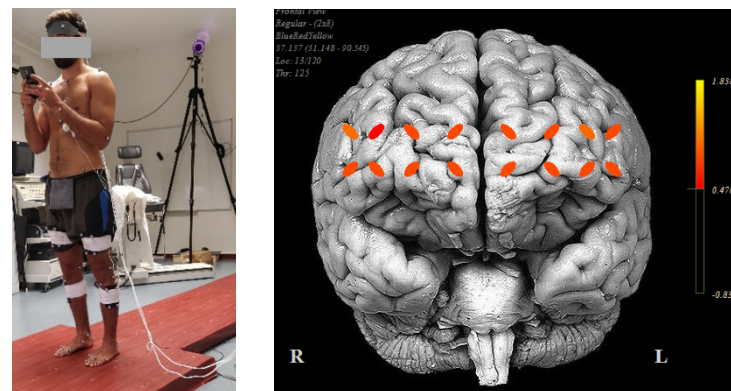 Frontal View
Regular - (2x8)
BlueRedYellow
37.137 (31.148 - 90.545)
Loc: 13/120
Thr: 125
1.838
0.470
-0.85
R
L